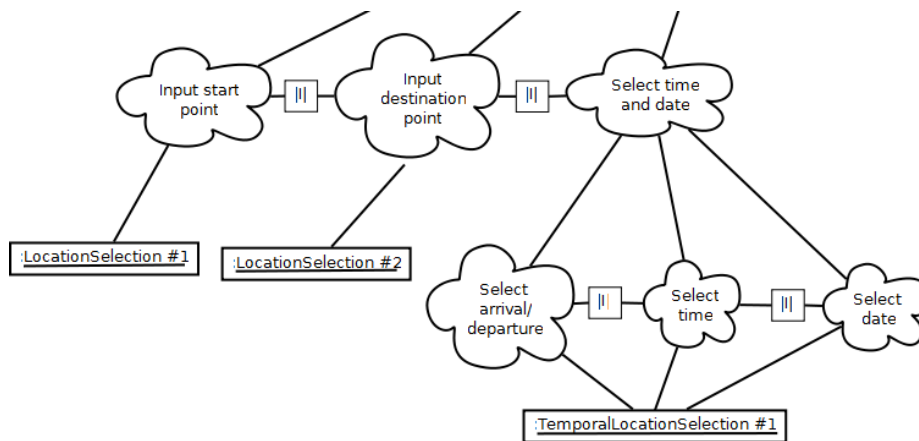 Input start
point
|||
Input
destination
point
|||
Select time
and date
:LocationSelection #1
:LocationSelection #2
Select
arrival/
departure
|||
Select
time
|||
Select
date
:TemporalLocationSelection #1